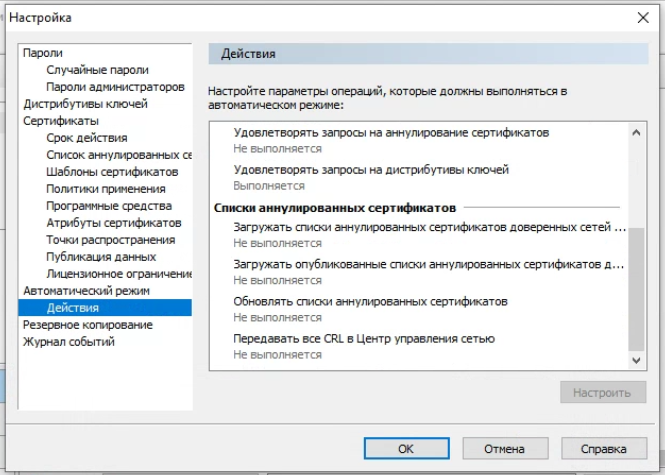 Настройка
Пароли
Случайные пароли
Пароли администраторов
Дистрибутивы ключей
Сертификаты
Срок действия
Список аннулированных се
Шаблоны сертификатов
Политики применения
Программные средства
Атрибуты сертификатов
Точки распространения
Публикация данных
Лицензионное ограничение
Автоматический режим
Действия
Резервное копирование
Журнал событий
Действия
Настройте параметры операций, которые должны выполняться в
автоматическом режиме:
Удовлетворять запросы на аннулирование сертификатов
Не выполняется
Удовлетворять запросы на дистрибутивы ключей
Выполняется
Списки аннулированных сертификатов
Загружать списки аннулированных сертификатов доверенных сетей ...
Не выполняется
Загружать опубликованные списки аннулированных сертификатов д...
Не выполняется
Обновлять списки аннулированных сертификатов
Не выполняется
Передавать все CRL в Центр управления сетью
Не выполняется
Настроить
ОК
Отмена
Справка